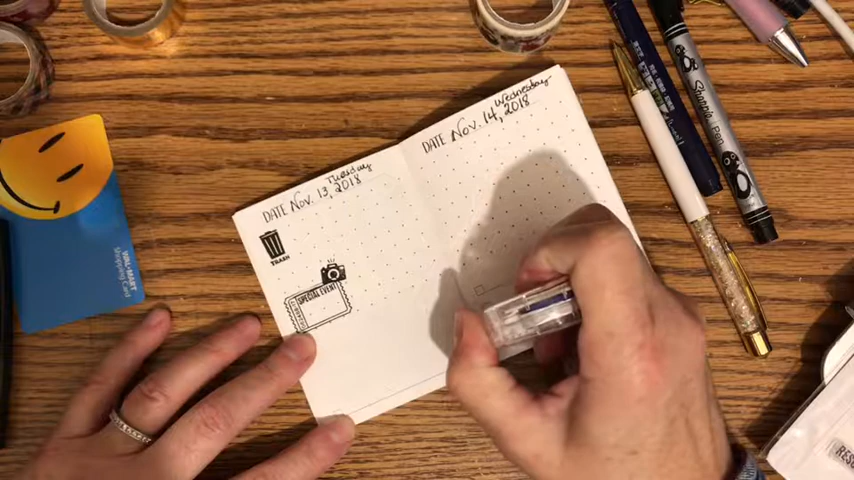 Tuesday
DATE Nov. 13, 2018
TRASH
SPECIAL EVENT
Wednesday
DATE Nov. 14, 2018
WAL-MART
Shopping Card
Sharpie PEN
RESE